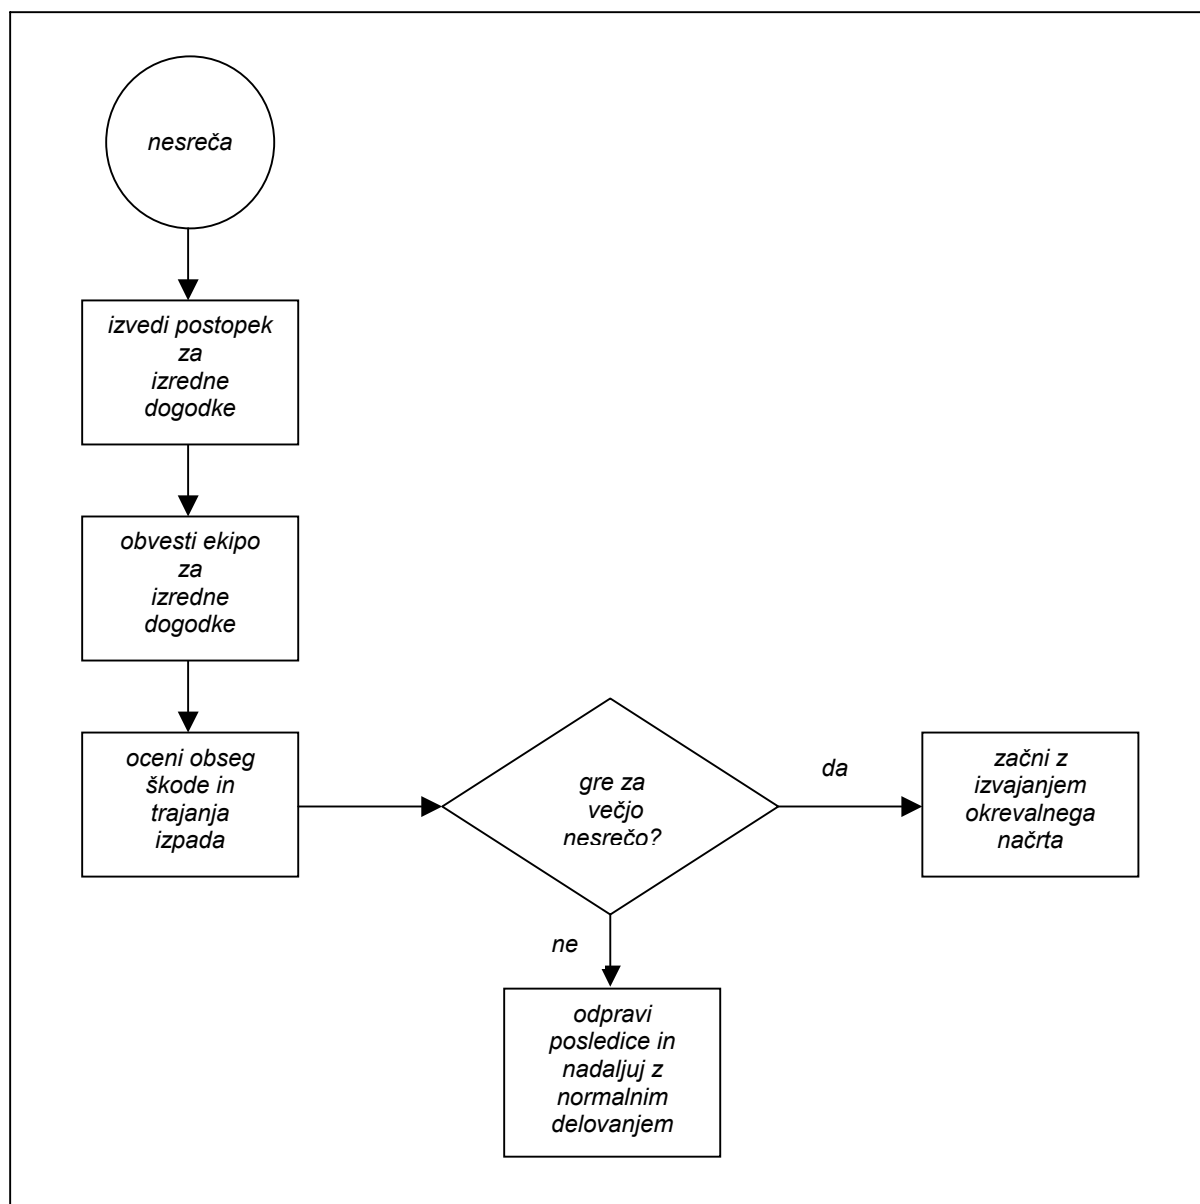 nesreča
izvedi postopek
za
izredne
dogodke
obvesti ekipo
za
izredne
dogodke
oceni obseg
škode in
trajanja
izpada
gre za
večjo
nesrečo?
da
začni z
izvajanjem
okrevalnega
načrta
ne
odpravi
posledice in
nadaljuj z
normalnim
delovanjem